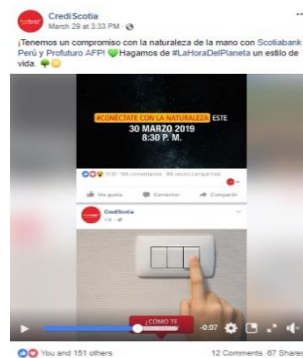 CrediScotia
March 29 at 3:33 PM
¡Tenemos un compromiso con la naturaleza de la mano con Scotiabank
Perú y Profuturo AFP! Hagamos de #LaHoraDelPlaneta un estilo de
vida.
#CONÉCTATE CON LA NATURALEZA ESTE
30 MARZO 2019
8:30 P. M.
Me gusta Comentar Compartir
CrediScotia
¿CÓMO TE
-0:07
You and 151 others 12 Comments 67 Shares